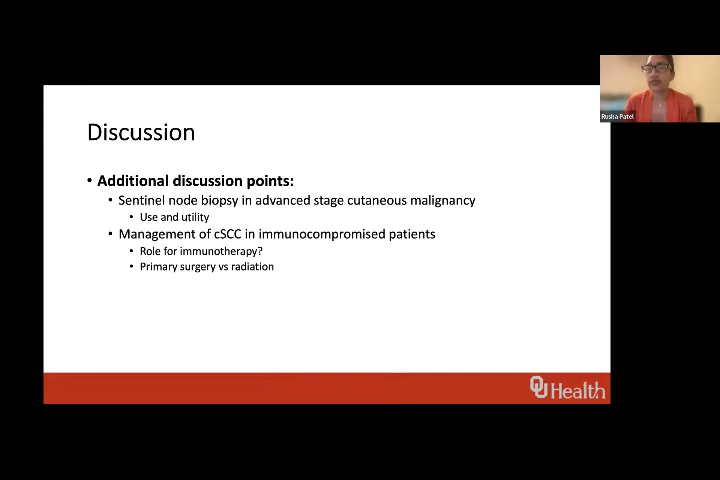 Discussion
• Additional discussion points:
• Sentinel node biopsy in advanced stage cutaneous malignancy
• Use and utility
• Management of cSCC in immunocompromised patients
• Role for immunotherapy?
• Primary surgery vs radiation
OU Health
Rusha Patel